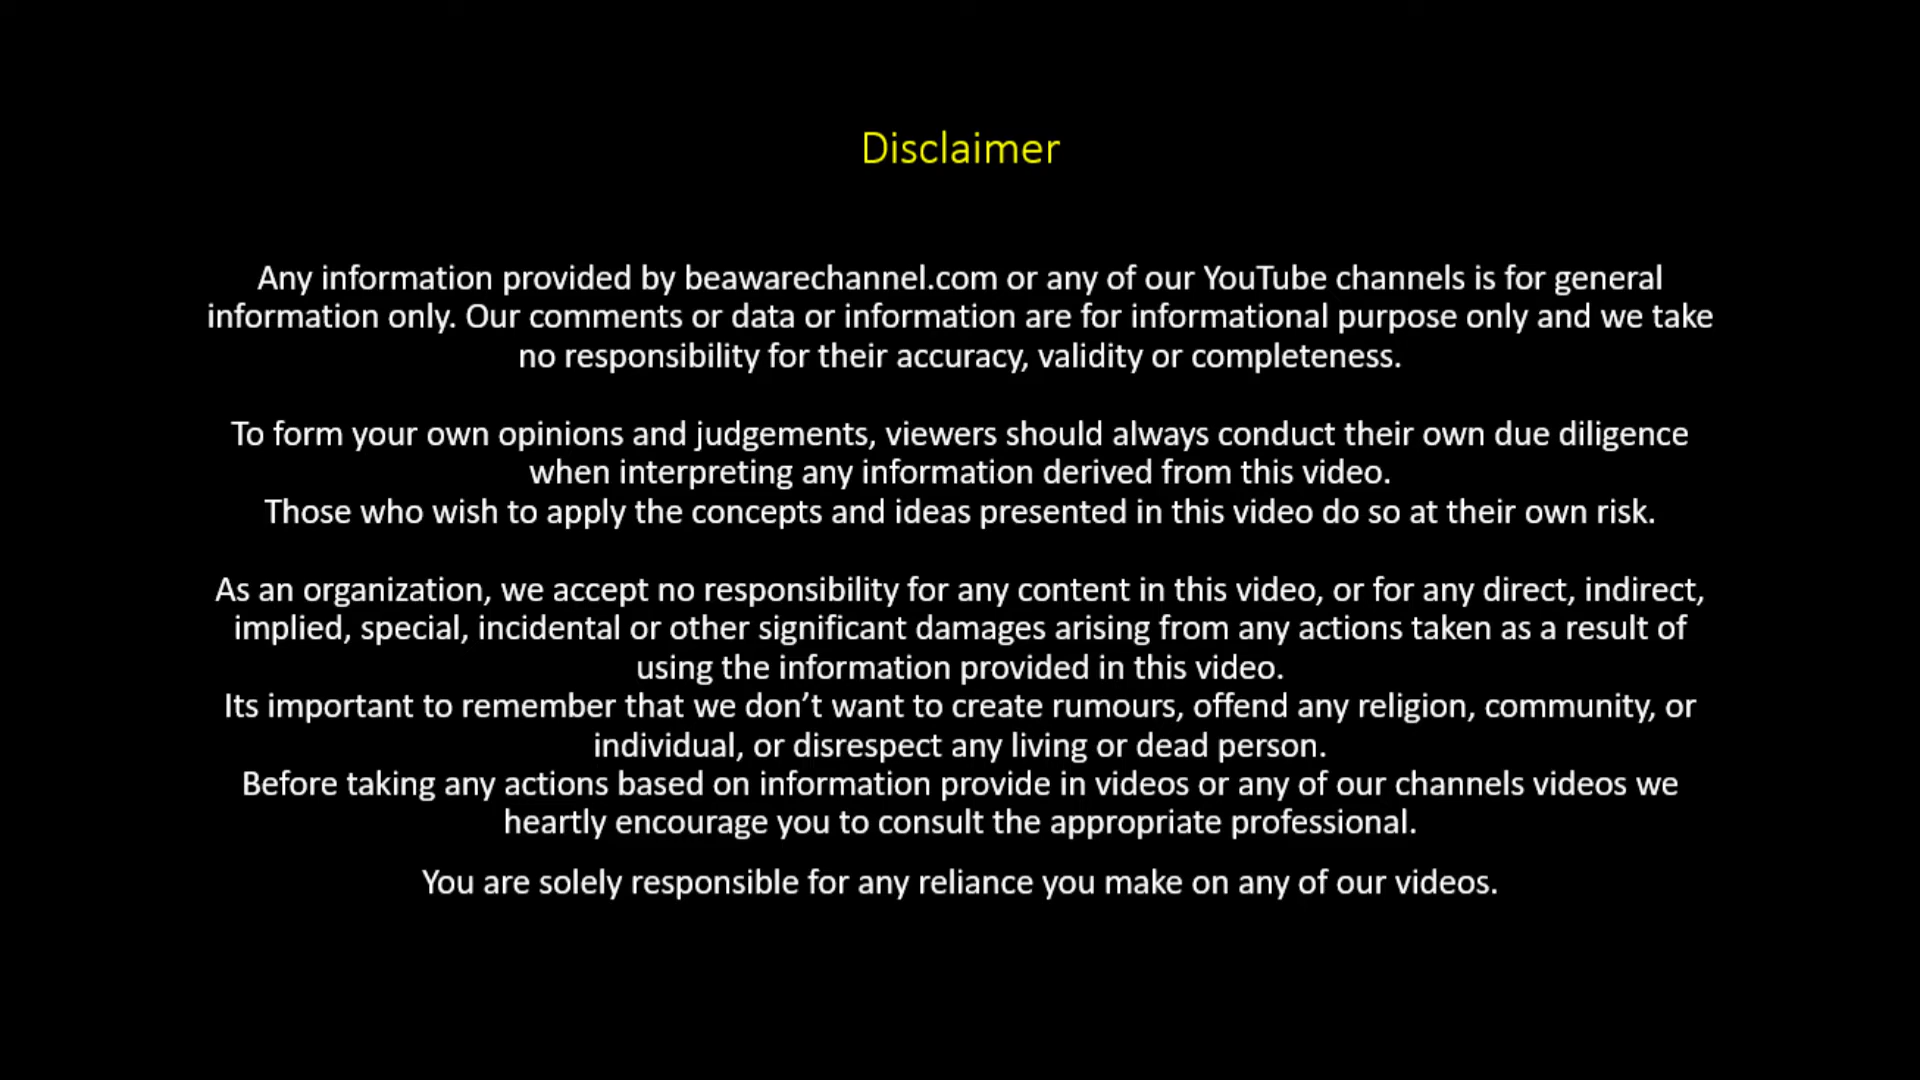 Disclaimer
Any information provided by beawarechannel.com or any of our YouTube channels is for general
information only. Our comments or data or information are for informational purpose only and we take
no responsibility for their accuracy, validity or completeness.
To form your own opinions and judgements, viewers should always conduct their own due diligence
when interpreting any information derived from this video.
Those who wish to apply the concepts and ideas presented in this video do so at their own risk.
As an organization, we accept no responsibility for any content in this video, or for any direct, indirect,
implied, special, incidental or other significant damages arising from any actions taken as a result of
using the information provided in this video.
Its important to remember that we don’t want to create rumours, offend any religion, community, or
individual, or disrespect any living or dead person.
Before taking any actions based on information provide in videos or any of our channels videos we
heartly encourage you to consult the appropriate professional.
You are solely responsible for any reliance you make on any of our videos.